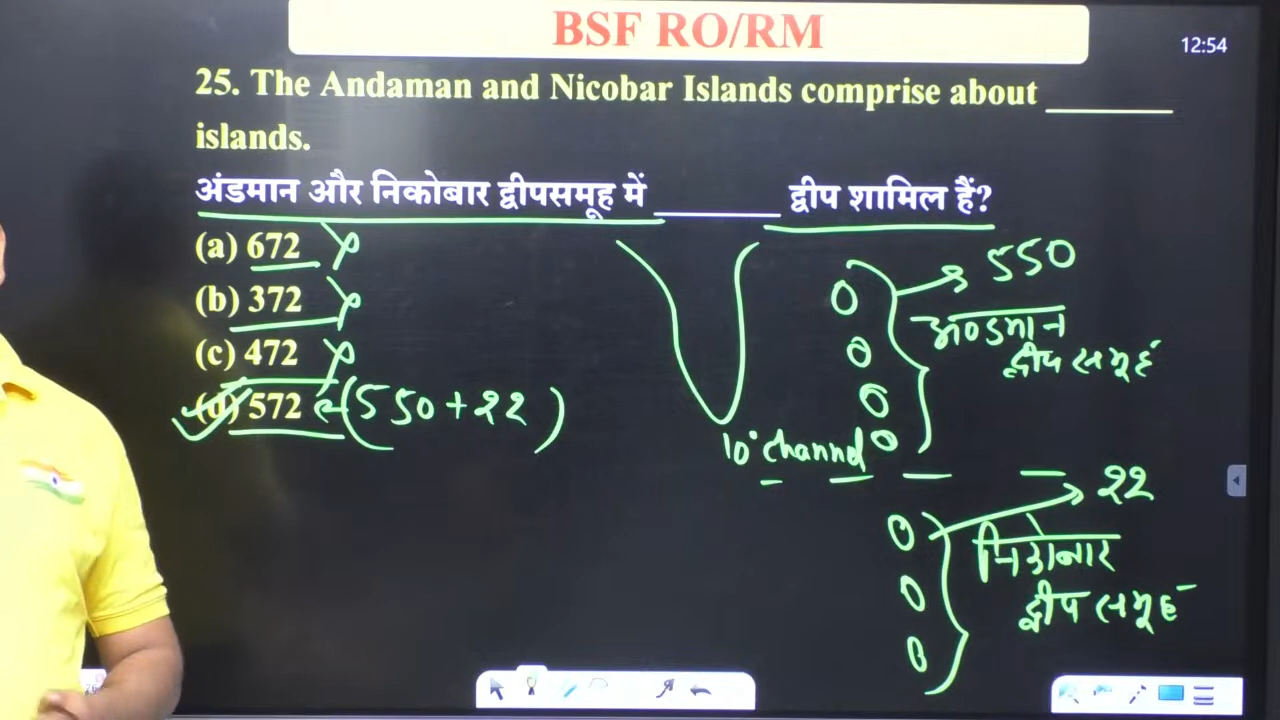 BSF RO/RM
12:54
25. The Andaman and Nicobar Islands comprise about ________
islands.
अंडमान और निकोबार द्वीपसमूह में ________ द्वीप शामिल हैं?
(a) 672
(b) 372
(c) 472
(d) 572 (550+22)
550
अण्डमान
द्वीप समूह
10° channel
22
निकोबार
द्वीप समूह